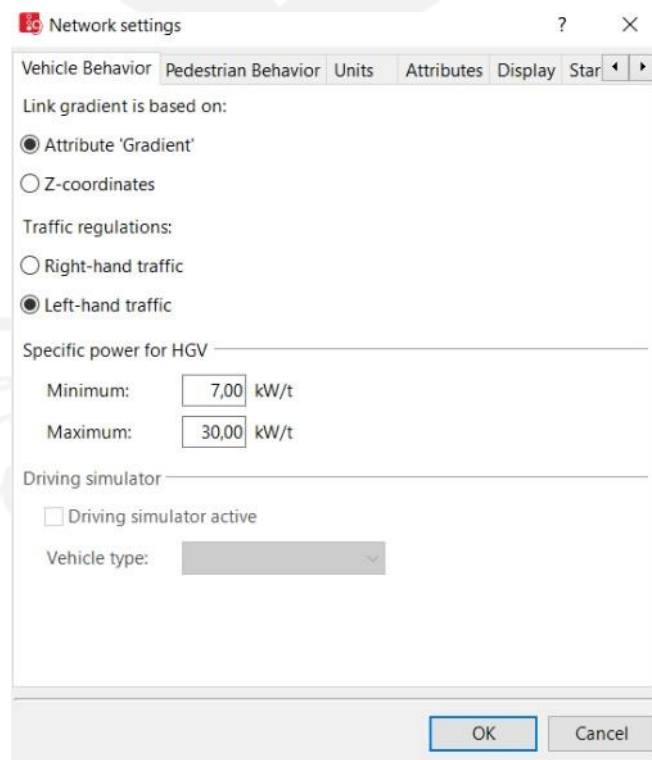 Network settings
Vehicle Behavior Pedestrian Behavior Units Attributes Display Star
Link gradient is based on:
Attribute 'Gradient'
Z-coordinates
Traffic regulations:
Right-hand traffic
Left-hand traffic
Specific power for HGV
Minimum: 7,00 kW/t
Maximum: 30,00 kW/t
Driving simulator
Driving simulator active
Vehicle type:
OK Cancel